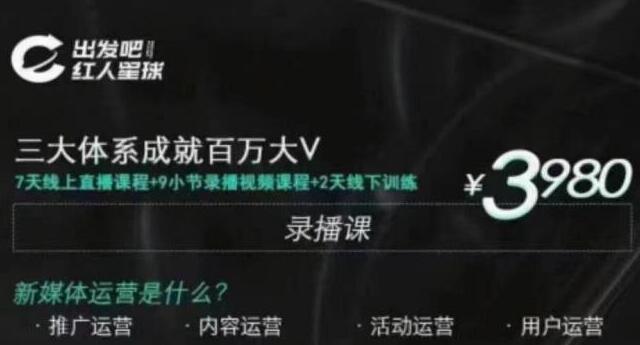 出发吧
红人星球
三大体系成就百万大V
7天线上直播课程+9小节录播视频课程+2天线下训练
¥3980
录播课
新媒体运营是什么?
·推广运营 ·内容运营 ·活动运营 ·用户运营